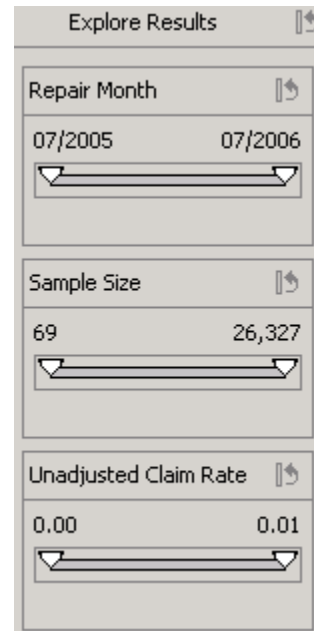 Explore Results
Repair Month
07/2005 07/2006
Sample Size
69 26,327
Unadjusted Claim Rate
0.00 0.01